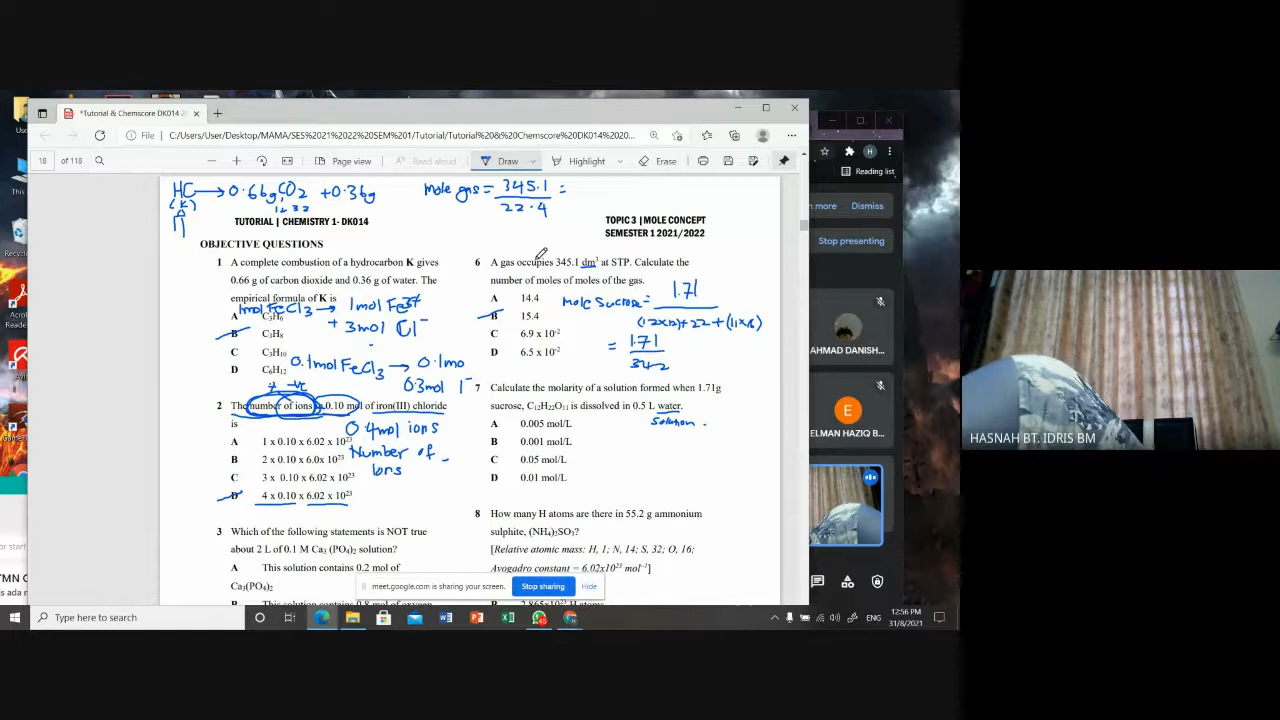 *Tutorial & Chemscore DK014 2
File
C:/Users/User/Desktop/MAMA/SES%2021%2022%20SEM%201/Tutorial/Tutorial%20&%20Chemscore%20DK014%2020...
Reading list
18 of 118
Page view
Read aloud
Draw
Highlight
Erase
more
Dismiss
Stop presenting
HC → 0.66g CO2 + 0.36g
(K)
mole gas = 345.1 =
22.4
TUTORIAL | CHEMISTRY 1- DK014
TOPIC 3 | MOLE CONCEPT
SEMESTER 1 2021/2022
OBJECTIVE QUESTIONS
1 A complete combustion of a hydrocarbon K gives
0.66 g of carbon dioxide and 0.36 g of water. The
empirical formula of K is
A C3H6
B C3H8
C C3H10
D C6H12
1mol FeCl3 → 1mol Fe3+
+ 3mol Cl-
0.1mol FeCl3 → 0.1mo
0.3mol
2 The number of ions in 0.10 mol of iron(III) chloride
is
A 1 x 0.10 x 6.02 x 10²³
B 2 x 0.10 x 6.0x 10²³
C 3 x 0.10 x 6.02 x 10²³
D 4 x 0.10 x 6.02 x 10²³
0.4mol ions
Number of
Ions
3 Which of the following statements is NOT true
about 2 L of 0.1 M Ca3 (PO4)2 solution?
A This solution contains 0.2 mol of
Ca3(PO4)2
6 A gas occupies 345.1 dm³ at STP. Calculate the
number of moles of moles of the gas.
A 14.4
B 15.4
C 6.9 x 10⁻²
D 6.5 x 10⁻²
mole sucrose = 1.71
(12x12)+22+(11x16)
= 1.71
342
7 Calculate the molarity of a solution formed when 1.71g
sucrose, C12H22O11 is dissolved in 0.5 L water.
solution
A 0.005 mol/L
B 0.001 mol/L
C 0.05 mol/L
D 0.01 mol/L
8 How many H atoms are there in 55.2 g ammonium
sulphite, (NH4)2SO3?
[Relative atomic mass: H, 1; N, 14; S, 32; O, 16;
Avogadro constant = 6.02x10²³ mol⁻¹]
meet.google.com is sharing your screen.
Stop sharing
Hide
AHMAD DANISH
ELMAN HAZIQ B
HASNAH BT. IDRIS BM
Type here to search
ENG
12:56 PM
31/8/2021